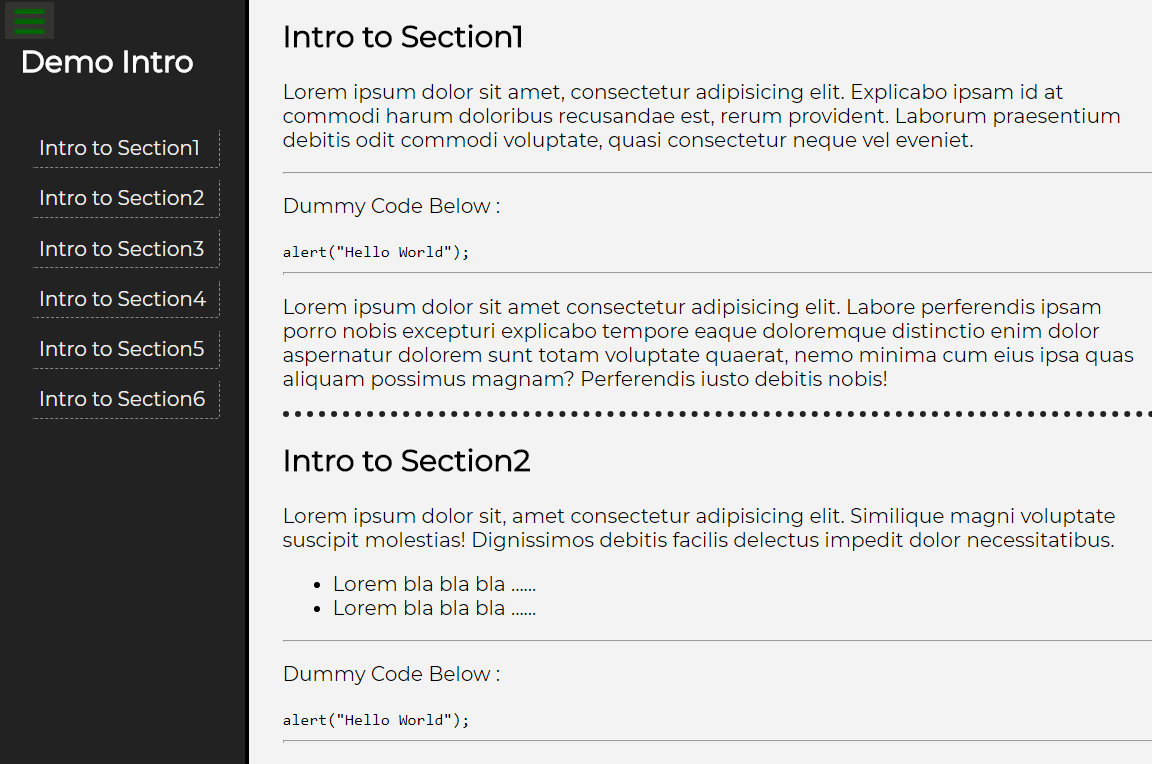 Demo Intro
Intro to Section1
Intro to Section2
Intro to Section3
Intro to Section4
Intro to Section5
Intro to Section6
Intro to Section1
Lorem ipsum dolor sit amet, consectetur adipisicing elit. Explicabo ipsam id at
commodi harum doloribus recusandae est, rerum provident. Laborum praesentium
debitis odit commodi voluptate, quasi consectetur neque vel eveniet.
Dummy Code Below :
alert("Hello World");
Lorem ipsum dolor sit amet consectetur adipisicing elit. Labore perferendis ipsam
porro nobis excepturi explicabo tempore eaque doloremque distinctio enim dolor
aspernatur dolorem sunt totam voluptate quaerat, nemo minima cum eius ipsa quas
aliquam possimus magnam? Perferendis iusto debitis nobis!
Intro to Section2
Lorem ipsum dolor sit, amet consectetur adipisicing elit. Similique magni voluptate
suscipit molestias! Dignissimos debitis facilis delectus impedit dolor necessitatibus.
• Lorem bla bla bla ......
• Lorem bla bla bla ......
Dummy Code Below :
alert("Hello World");